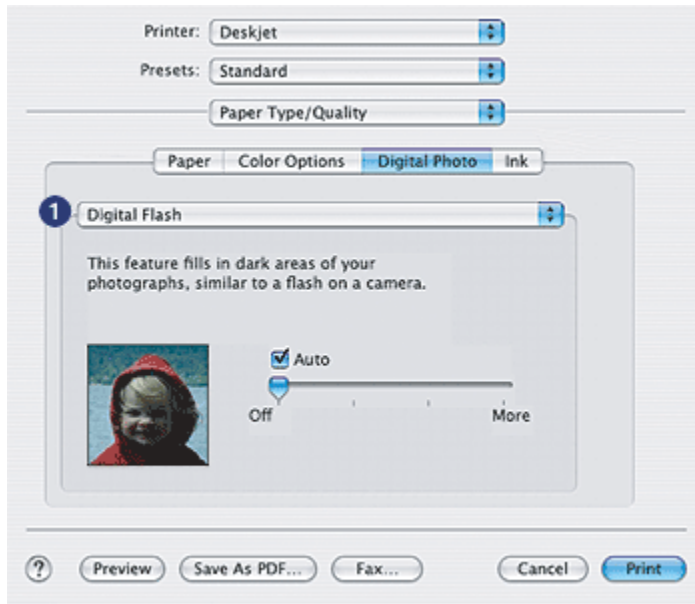 Printer: Deskjet
Presets: Standard
Paper Type/Quality
Paper Color Options Digital Photo Ink
1 Digital Flash
This feature fills in dark areas of your
photographs, similar to a flash on a camera.
Auto
Off More
? Preview Save As PDF... Fax... Cancel Print